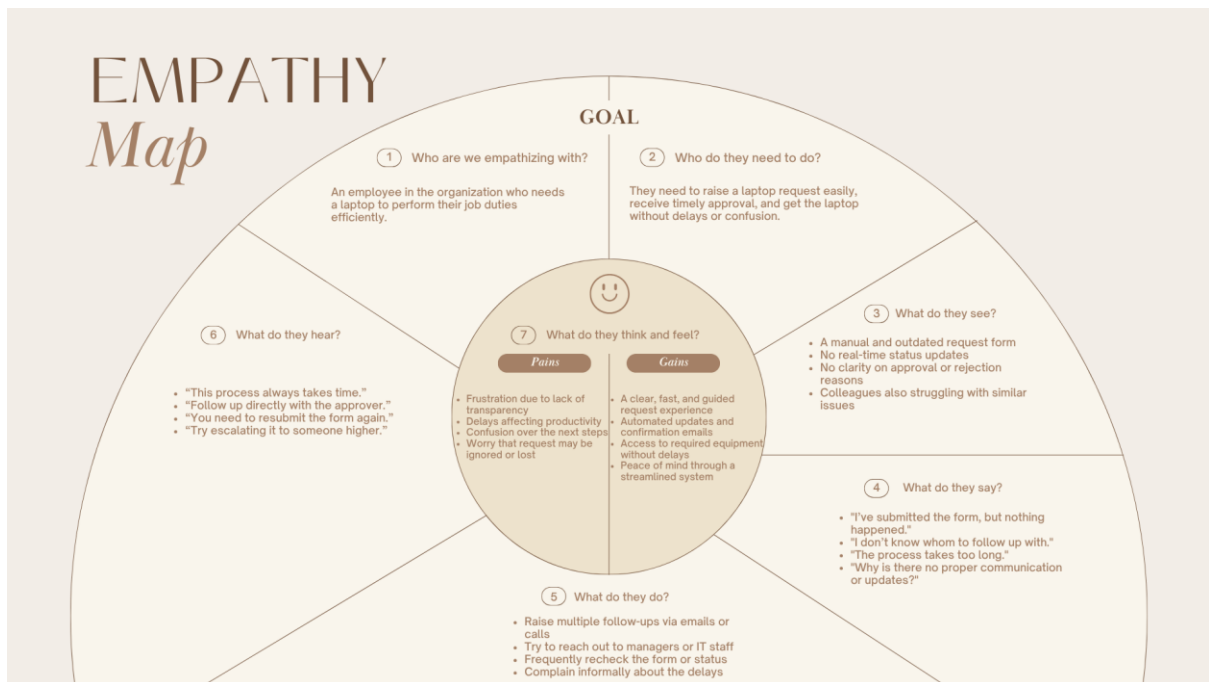 EMPATHY
Map
GOAL
1 Who are we empathizing with?
An employee in the organization who needs
a laptop to perform their job duties
efficiently.
2 Who do they need to do?
They need to raise a laptop request easily,
receive timely approval, and get the laptop
without delays or confusion.
3 What do they see?
• A manual and outdated request form
• No real-time status updates
• No clarity on approval or rejection
reasons
• Colleagues also struggling with similar
issues
4 What do they say?
• "I've submitted the form, but nothing
happened."
• "I don't know whom to follow up with."
• "The process takes too long."
• "Why is there no proper communication
or updates?"
5 What do they do?
• Raise multiple follow-ups via emails or
calls
• Try to reach out to managers or IT staff
• Frequently recheck the form or status
• Complain informally about the delays
6 What do they hear?
• “This process always takes time.”
• “Follow up directly with the approver.”
• “You need to resubmit the form again.”
• “Try escalating it to someone higher.”
7 What do they think and feel?
Pains
• Frustration due to lack of
transparency
• Delays affecting productivity
• Confusion over the next steps
• Worry that request may be
ignored or lost
Gains
• A clear, fast, and guided
request experience
• Automated updates and
confirmation emails
• Access to required equipment
without delays
• Peace of mind through a
streamlined system